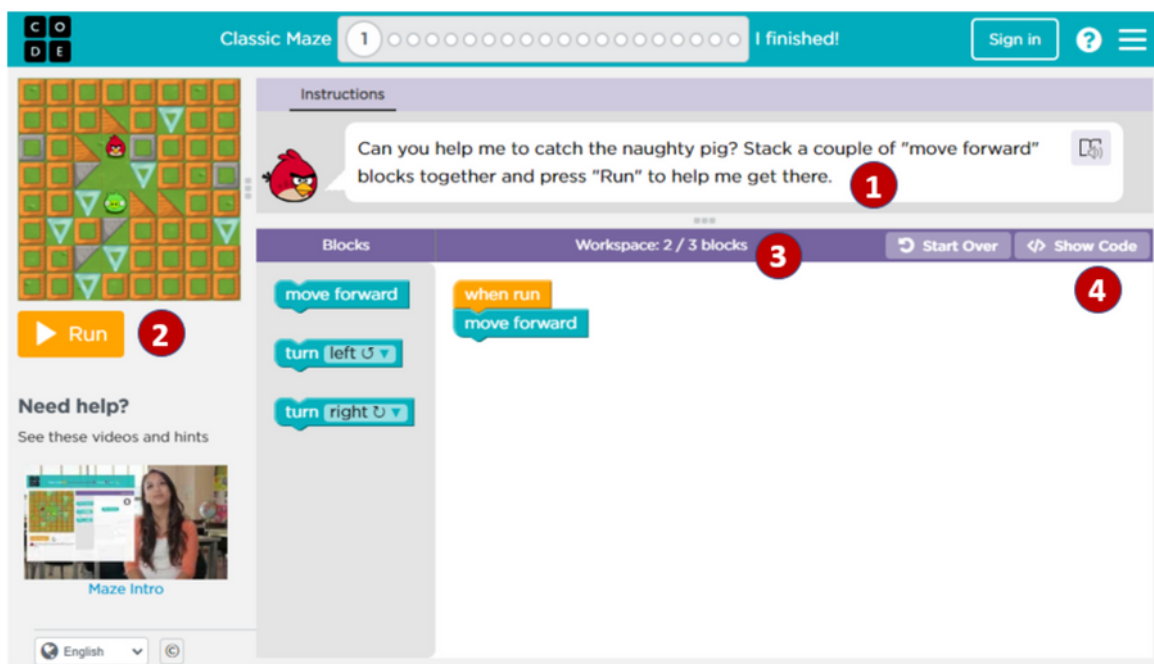 C O
D E
Classic Maze 1 I finished!
Sign in
?
Instructions
Can you help me to catch the naughty pig? Stack a couple of "move forward"
blocks together and press "Run" to help me get there.
1
Blocks
Workspace: 2 / 3 blocks
3
Start Over
</> Show Code
4
move forward
turn left ↺ ▼
turn right ↻ ▼
when run
move forward
Run
2
Need help?
See these videos and hints
Maze Intro
English
©